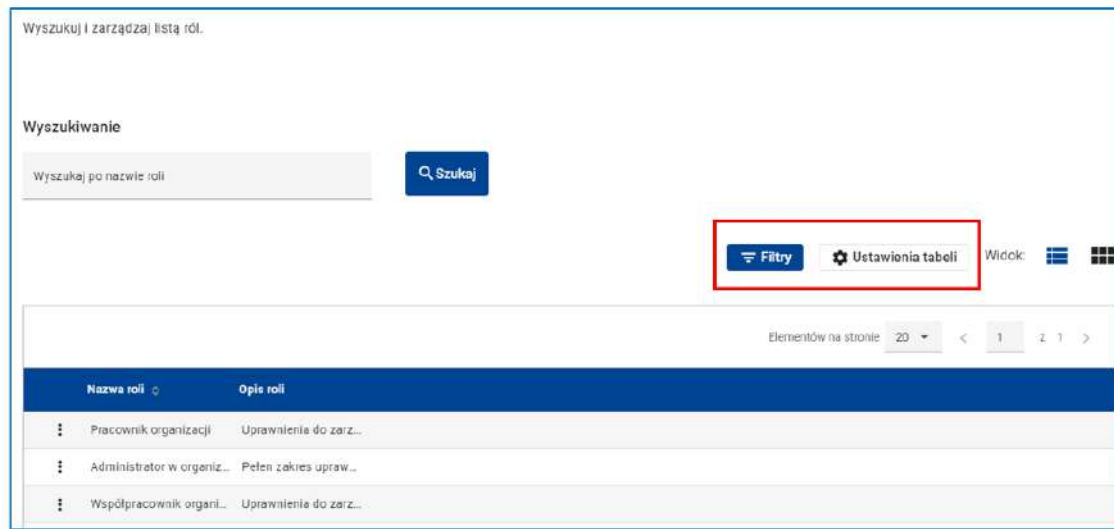 Wyszukuj i zarządzaj listą ról.
Wyszukiwanie
Wyszukaj po nazwie roli
Szukaj
Filtry
Ustawienia tabeli
Widok:
Elementów na stronie 20 < 1 z 1 >
Nazwa roli Opis roli
Pracownik organizacji Uprawnienia do zarz...
Administrator w organiz... Pełen zakres upraw...
Współpracownik organi... Uprawnienia do zarz...